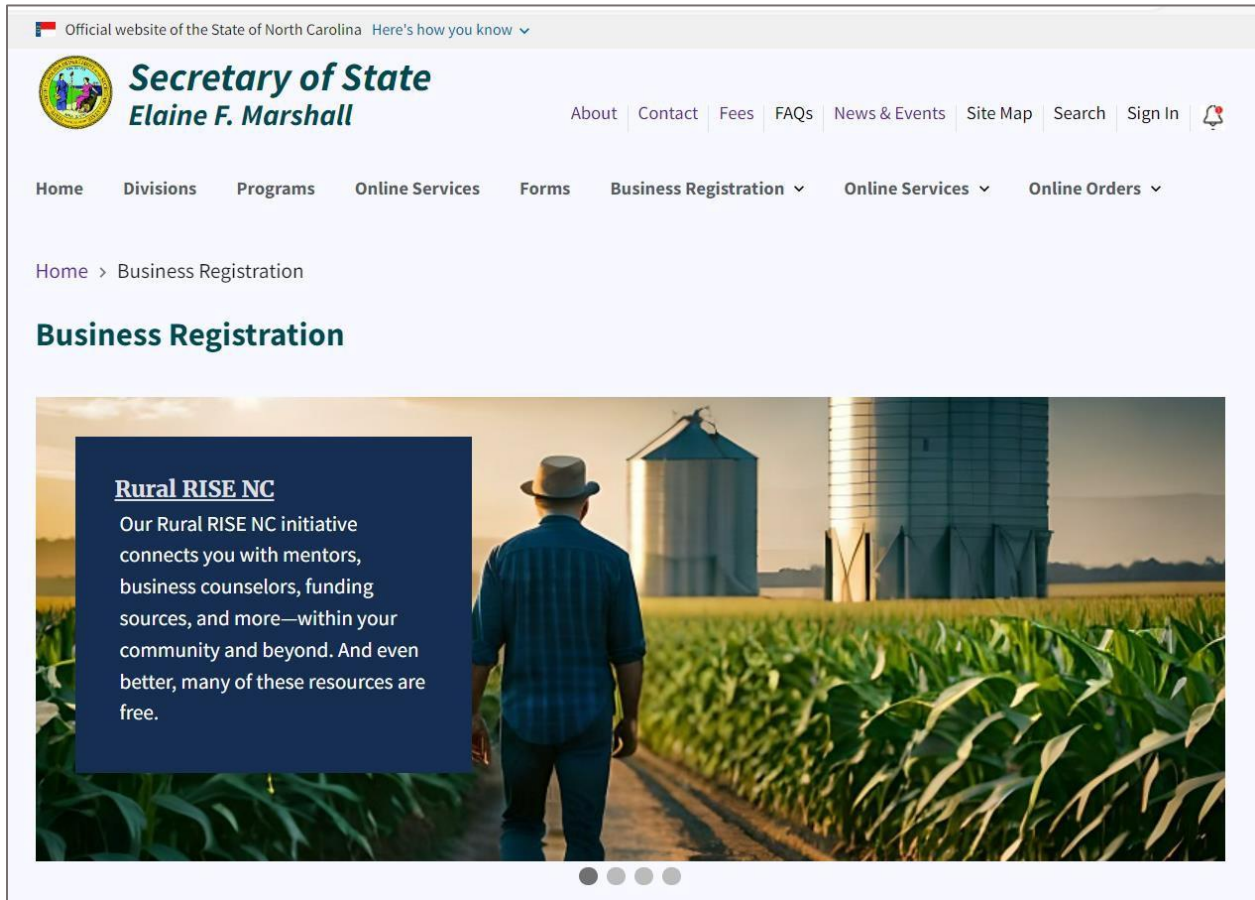 Official website of the State of North Carolina Here's how you know
Secretary of State
Elaine F. Marshall
About Contact Fees FAQs News & Events Site Map Search Sign In
Home Divisions Programs Online Services Forms Business Registration Online Services Online Orders
Home > Business Registration
Business Registration
Rural RISE NC
Our Rural RISE NC initiative
connects you with mentors,
business counselors, funding
sources, and more—within your
community and beyond. And even
better, many of these resources are
free.